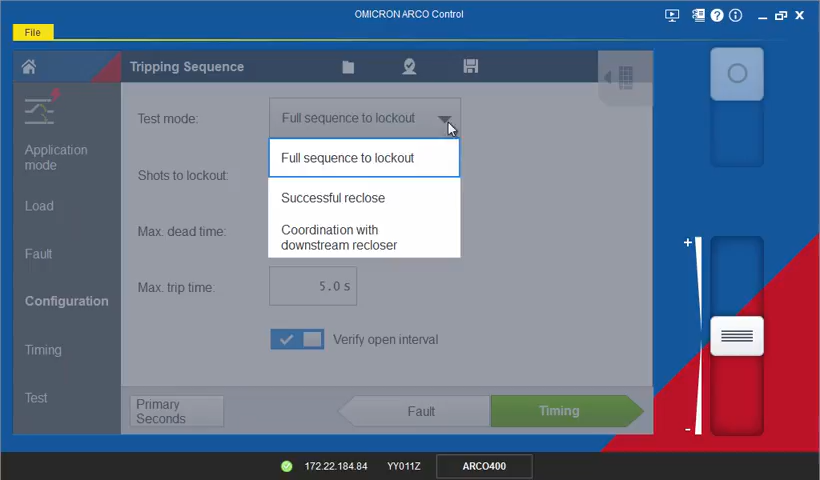 OMICRON ARCO Control
File
Tripping Sequence
Test mode:
Full sequence to lockout
Full sequence to lockout
Application
mode
Shots to lockout:
Successful reclose
Load
Max. dead time:
Coordination with
downstream recloser
Fault
Max. trip time.
5.0 s
Configuration
Verify open interval
Timing
Test
Primary
Seconds
Fault
Timing
172.22.184.84
YY011Z
ARCO400